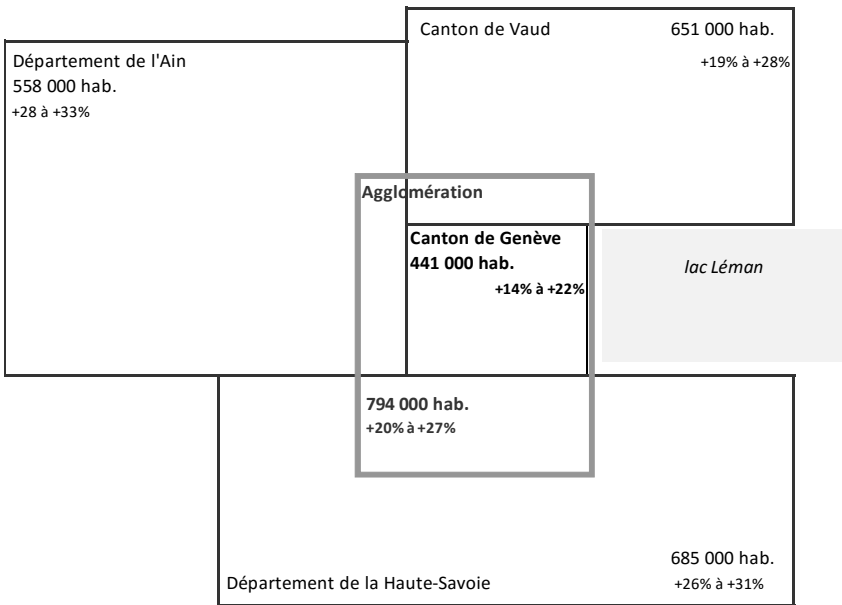 Canton de Vaud 651 000 hab.
+19% à +28%
Département de l'Ain
558 000 hab.
+28 à +33%
Agglomération
Canton de Genève
441 000 hab.
+14% à +22%
lac Léman
794 000 hab.
+20% à +27%
685 000 hab.
Département de la Haute-Savoie +26% à +31%